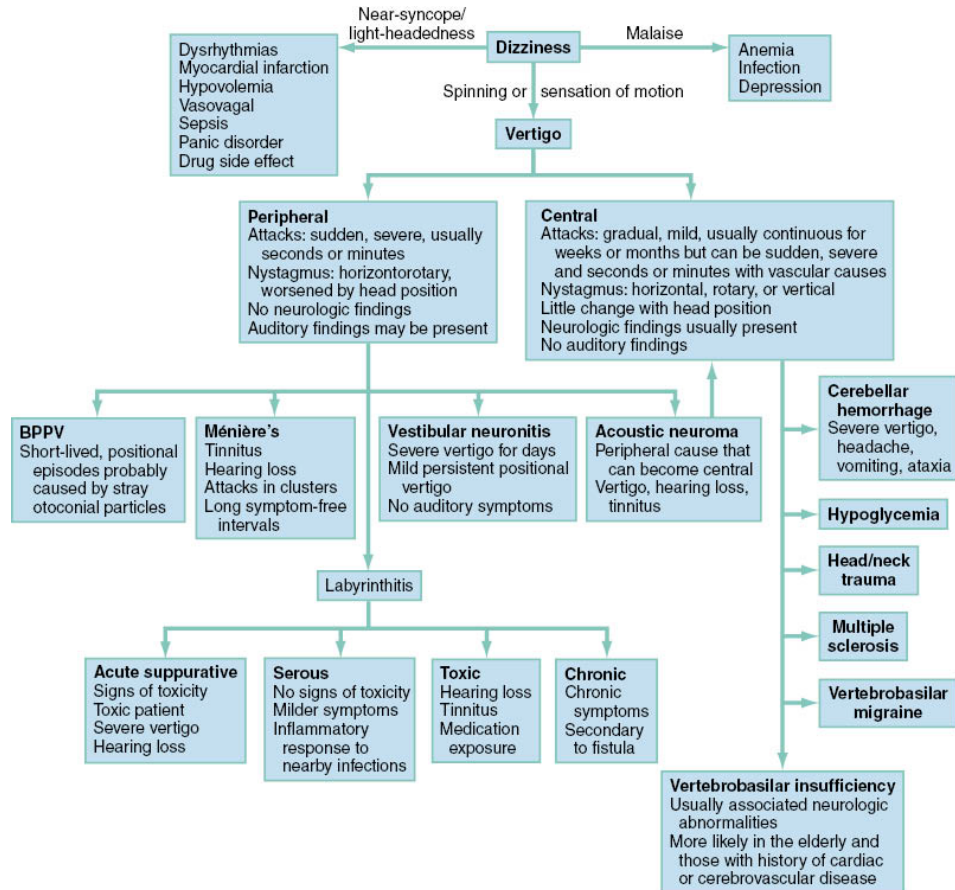 Near-syncope/
light-headedness
Dizziness
Malaise
Dysrhythmias
Myocardial infarction
Hypovolemia
Vasovagal
Sepsis
Panic disorder
Drug side effect
Anemia
Infection
Depression
Spinning or sensation of motion
Vertigo
Peripheral
Attacks: sudden, severe, usually
seconds or minutes
Nystagmus: horizontorotary,
worsened by head position
No neurologic findings
Auditory findings may be present
Central
Attacks: gradual, mild, usually continuous for
weeks or months but can be sudden, severe
and seconds or minutes with vascular causes
Nystagmus: horizontal, rotary, or vertical
Little change with head position
Neurologic findings usually present
No auditory findings
BPPV
Short-lived, positional
episodes probably
caused by stray
otoconial particles
Ménière's
Tinnitus
Hearing loss
Attacks in clusters
Long symptom-free
intervals
Vestibular neuronitis
Severe vertigo for days
Mild persistent positional
vertigo
No auditory symptoms
Acoustic neuroma
Peripheral cause that
can become central
Vertigo, hearing loss,
tinnitus
Cerebellar
hemorrhage
Severe vertigo,
headache,
vomiting, ataxia
Hypoglycemia
Head/neck
trauma
Multiple
sclerosis
Vertebrobasilar
migraine
Labyrinthitis
Acute suppurative
Signs of toxicity
Toxic patient
Severe vertigo
Hearing loss
Serous
No signs of toxicity
Milder symptoms
Inflammatory
response to
nearby infections
Toxic
Hearing loss
Tinnitus
Medication
exposure
Chronic
Chronic
symptoms
Secondary
to fistula
Vertebrobasilar insufficiency
Usually associated neurologic
abnormalities
More likely in the elderly and
those with history of cardiac
or cerebrovascular disease